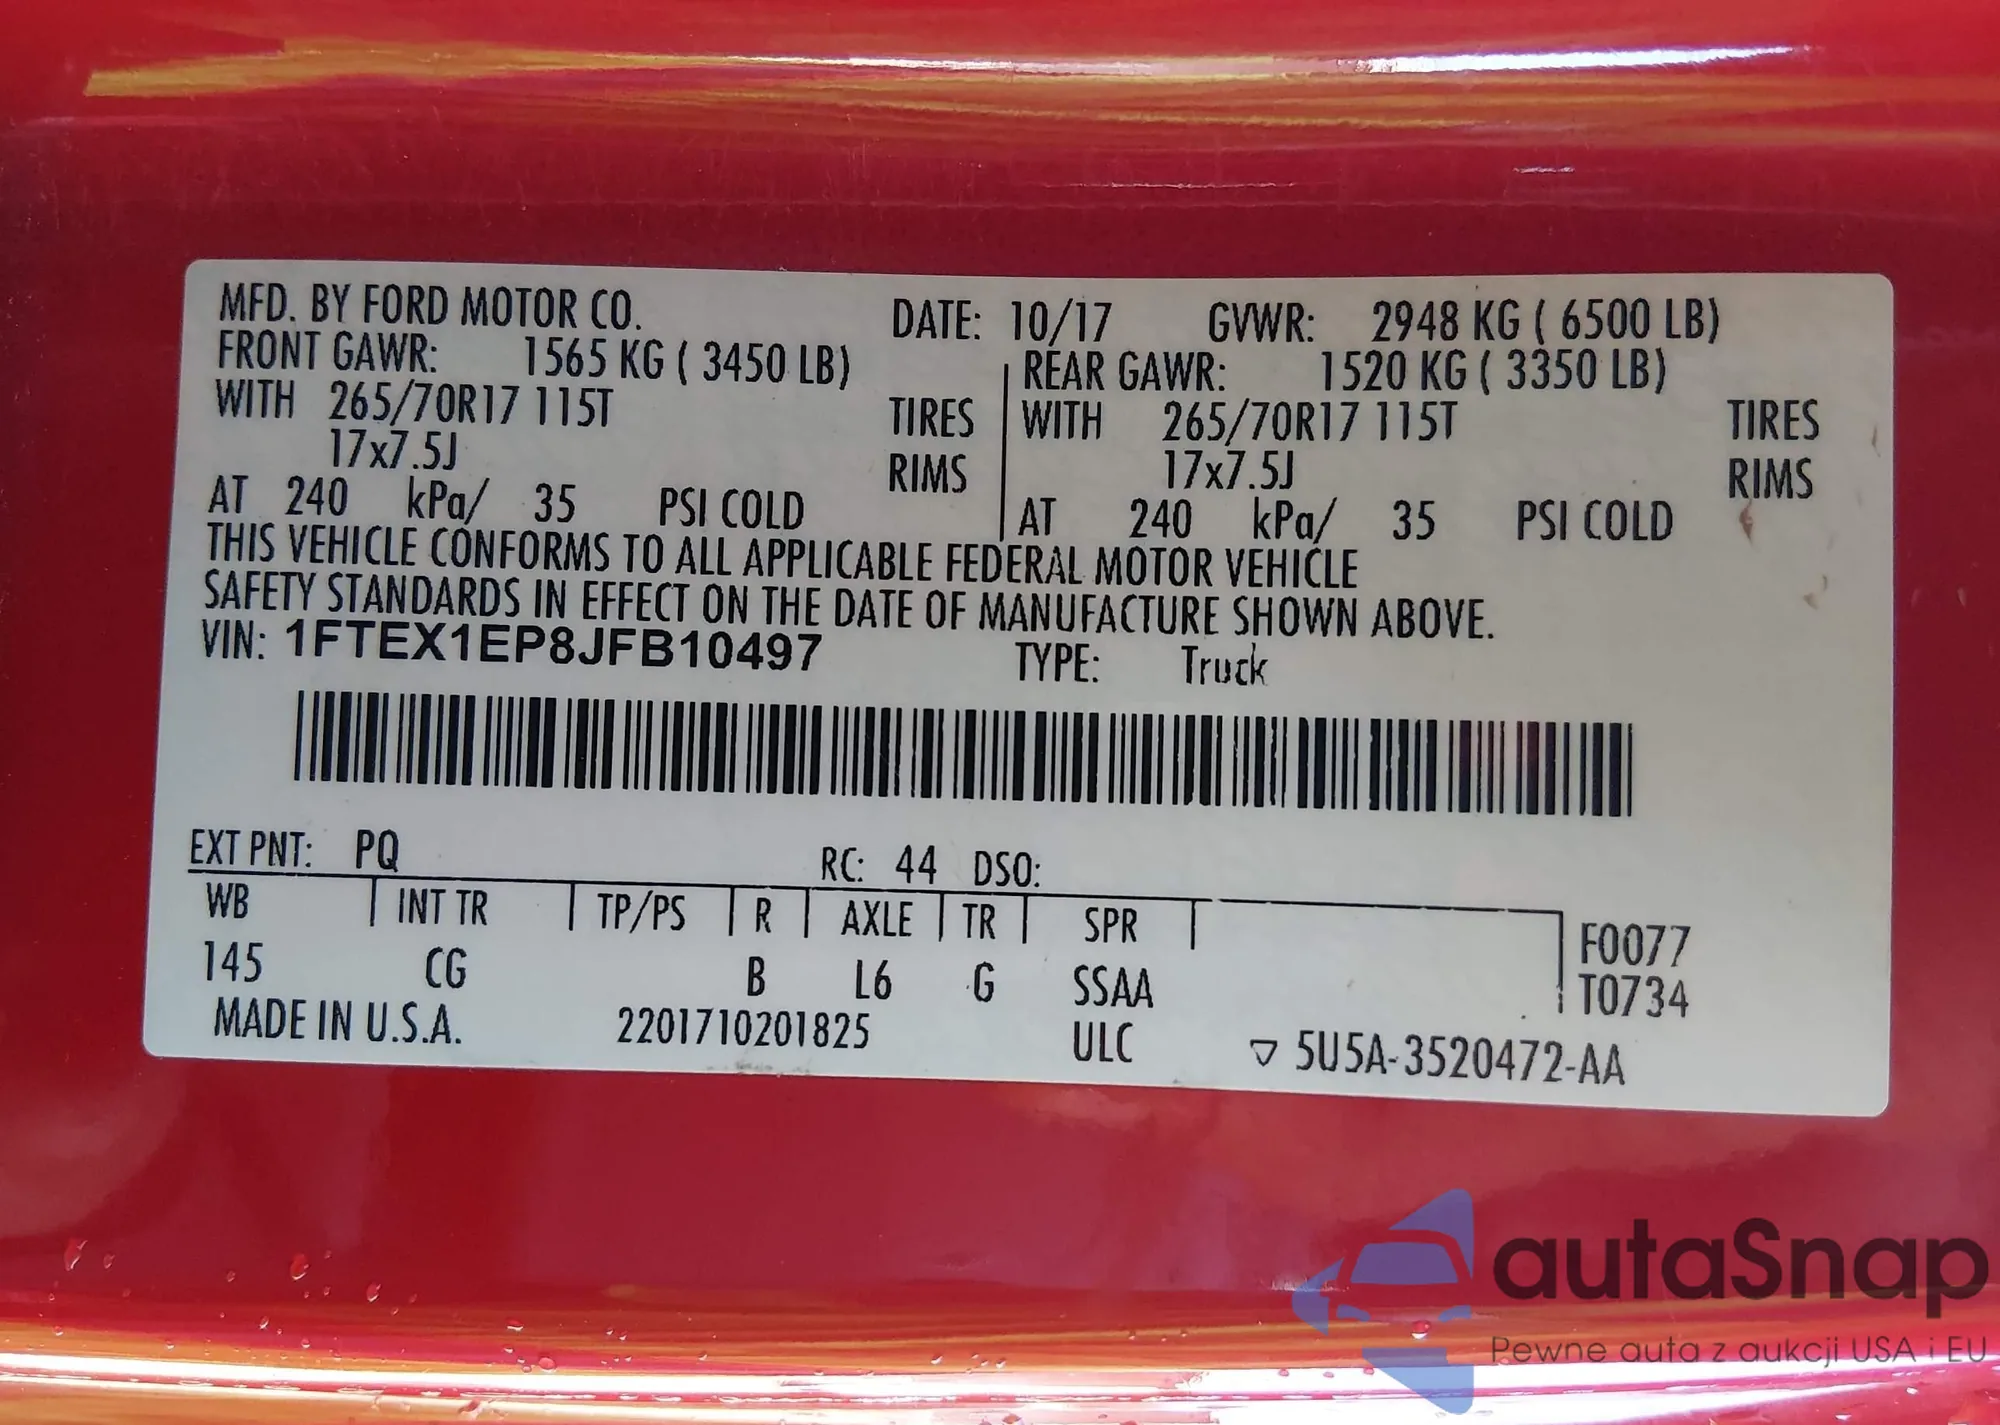 MFD. BY FORD MOTOR CO. DATE: 10/17 GVWR: 2948 KG ( 6500 LB)
FRONT GAWR: 1565 KG ( 3450 LB) REAR GAWR: 1520 KG ( 3350 LB)
WITH 265/70R17 115T TIRES WITH 265/70R17 115T TIRES
17x7.5J RIMS 17x7.5J RIMS
AT 240 kPa/ 35 PSI COLD AT 240 kPa/ 35 PSI COLD
THIS VEHICLE CONFORMS TO ALL APPLICABLE FEDERAL MOTOR VEHICLE
SAFETY STANDARDS IN EFFECT ON THE DATE OF MANUFACTURE SHOWN ABOVE.
VIN: 1FTEX1EP8JFB10497 TYPE: Truck
EXT PNT: PQ RC: 44 DSO:
WB INT TR TP/PS R AXLE TR SPR F0077
145 CG B L6 G SSAA T0734
MADE IN U.S.A. 2201710201825 ULC ▽ 5U5A-3520472-AA
autaSnap
Pewne auta z aukcji USA i EU